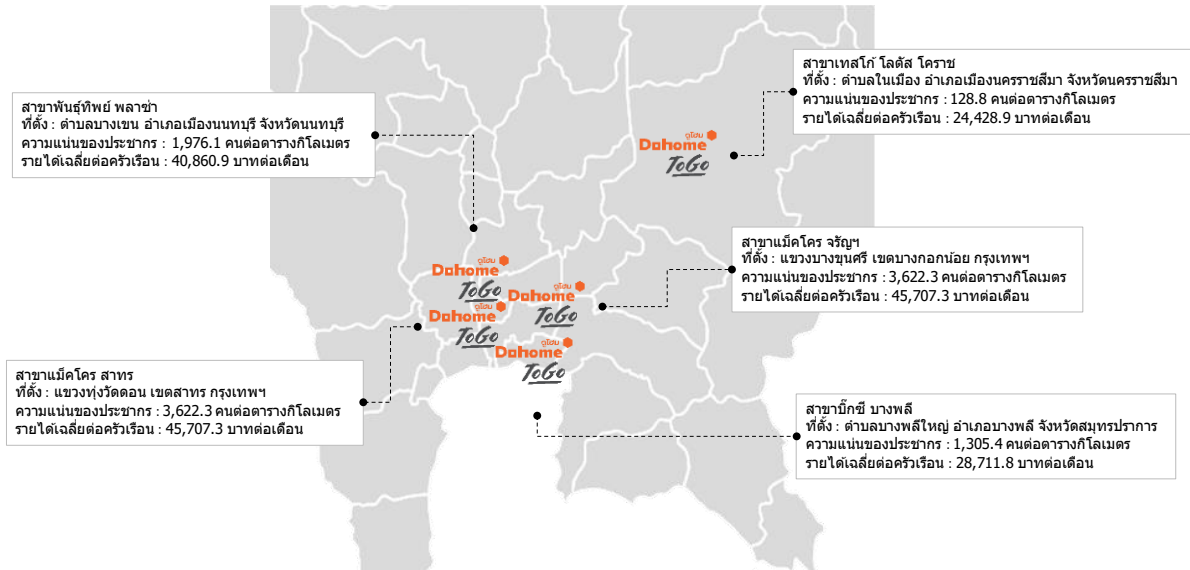 สาขาเทสโก้ โลตัส โคราช
ที่ตั้ง : ตำบลในเมือง อำเภอเมืองนครราชสีมา จังหวัดนครราชสีมา
ความแน่นของประชากร : 128.8 คนต่อตารางกิโลเมตร
รายได้เฉลี่ยต่อครัวเรือน : 24,428.9 บาทต่อเดือน
สาขาพันธุ์ทิพย์ พลาซ่า
ที่ตั้ง : ตำบลบางเขน อำเภอเมืองนนทบุรี จังหวัดนนทบุรี
ความแน่นของประชากร : 1,976.1 คนต่อตารางกิโลเมตร
รายได้เฉลี่ยต่อครัวเรือน : 40,860.9 บาทต่อเดือน
ดูโฮม
Dohome
ToGo
สาขาแม็คโคร จรัญฯ
ที่ตั้ง : แขวงบางขุนศรี เขตบางกอกน้อย กรุงเทพฯ
ความแน่นของประชากร : 3,622.3 คนต่อตารางกิโลเมตร
รายได้เฉลี่ยต่อครัวเรือน : 45,707.3 บาทต่อเดือน
ดูโฮม
Dohome
ToGo
ดูโฮม
Dohome
ToGo
ดูโฮม
Dohome
ToGo
ดูโฮม
Dohome
ToGo
สาขาแม็คโคร สาทร
ที่ตั้ง : แขวงทุ่งวัดดอน เขตสาทร กรุงเทพฯ
ความแน่นของประชากร : 3,622.3 คนต่อตารางกิโลเมตร
รายได้เฉลี่ยต่อครัวเรือน : 45,707.3 บาทต่อเดือน
สาขาบิ๊กซี บางพลี
ที่ตั้ง : ตำบลบางพลีใหญ่ อำเภอบางพลี จังหวัดสมุทรปราการ
ความแน่นของประชากร : 1,305.4 คนต่อตารางกิโลเมตร
รายได้เฉลี่ยต่อครัวเรือน : 28,711.8 บาทต่อเดือน